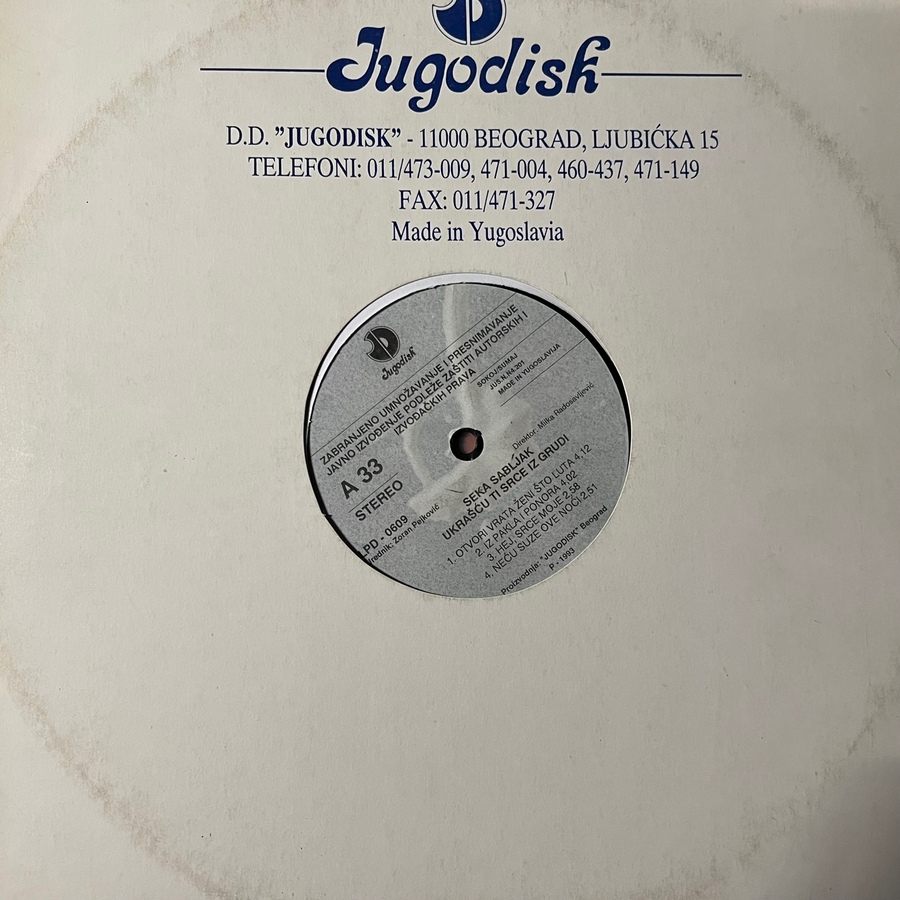 Jugodisk
D.D. "JUGODISK" - 11000 BEOGRAD, LJUBIĆKA 15
TELEFONI: 011/473-009, 471-004, 460-437, 471-149
FAX: 011/471-327
Made in Yugoslavia
Jugodisk
ZABRANJENO UMNOŽAVANJE I PRESNIMAVANJE
JAVNO IZVOĐENJE PODLEŽE ZAŠTITI AUTORSKIH I
IZVOĐAČKIH PRAVA
SOKOJ/SUMAJ
JUS.N.N4.201
MADE IN YUGOSLAVIJA
A 33
STEREO
LPD - 0609
Urednik: Zoran Pejković
Direktor: Milka Radosavljević
SEKA SABLJAK
UKRAŠĆU TI SRCE IZ GRUDI
1. OTVORI VRATA ŽENI ŠTO LUTA 4,12
2. IZ PAKLA I PONORA 4,02
3. HEJ, SRCE MOJE 2,58
4. NEĆU SUZE OVE NOĆI 2,51
Proizvodnja: "JUGODISK" Beograd
P - 1993